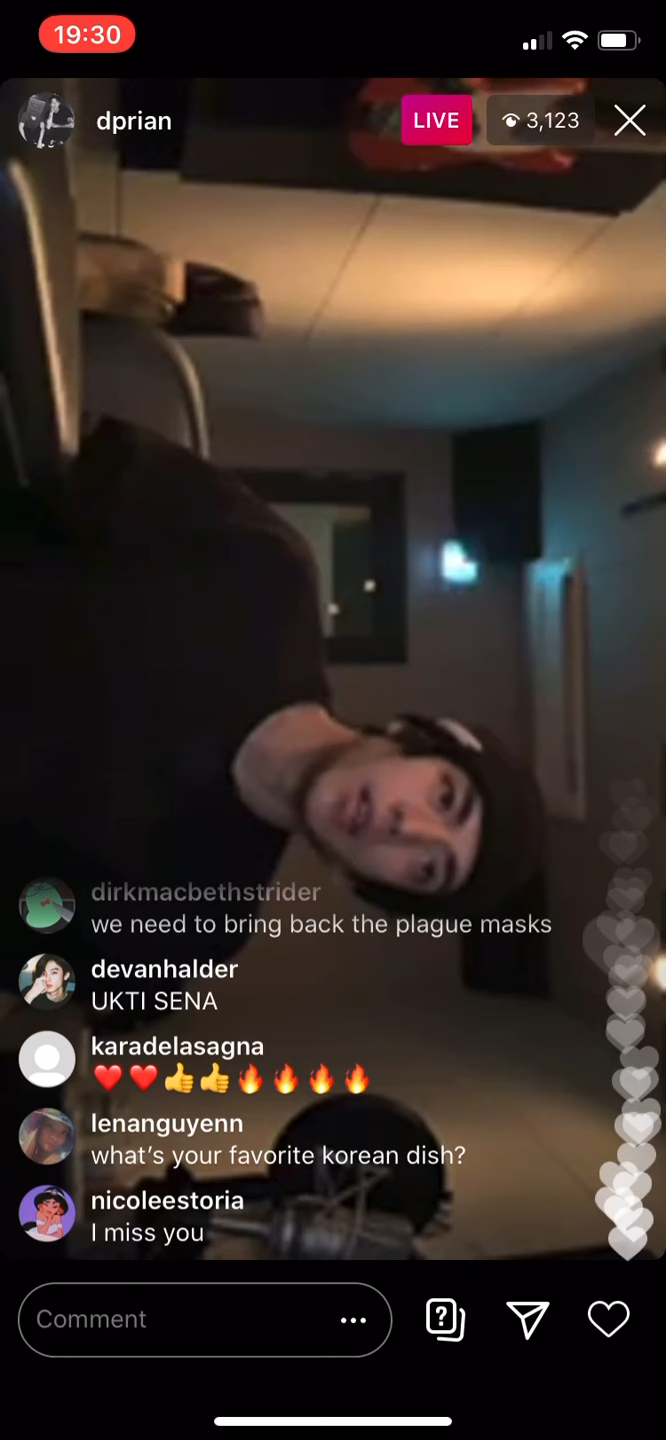 19:30
dprian
LIVE
3,123
dirkmacbethstrider
we need to bring back the plague masks
devanhalder
UKTI SENA
karadelasagna
❤️❤️👍👍🔥🔥🔥🔥
lenanguyenn
what's your favorite korean dish?
nicoleestoria
I miss you
Comment